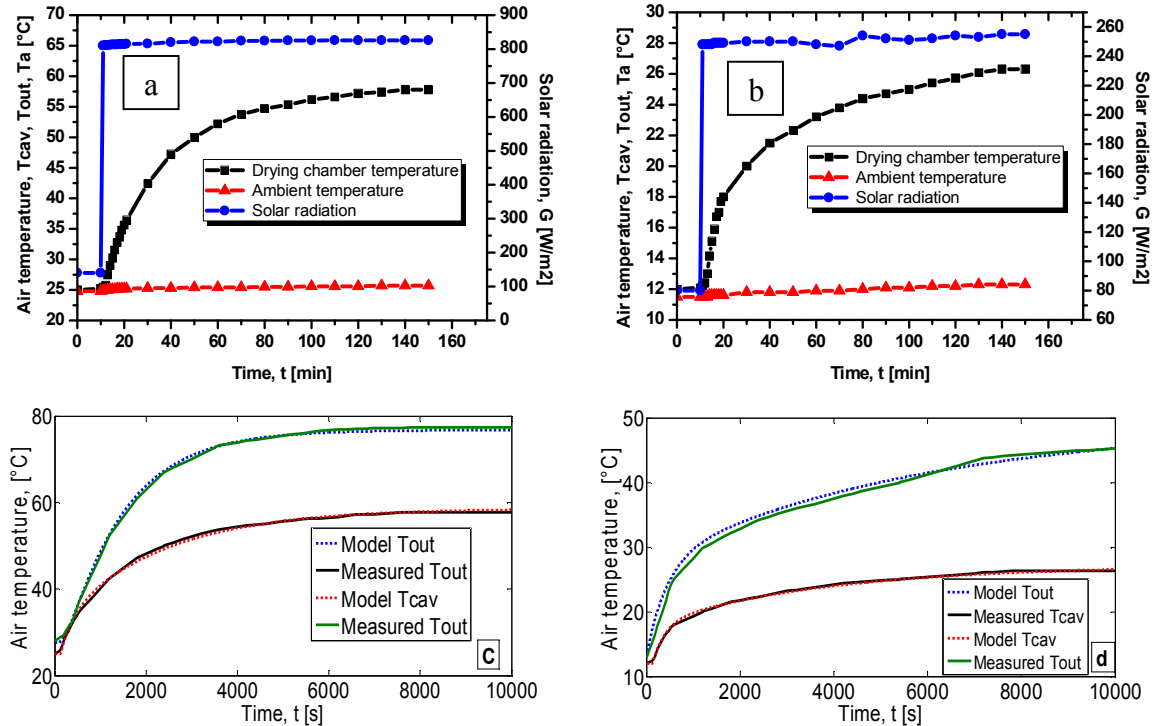 Air temperature, Tcav, Tout, Ta [°C]
70
65
60
55
50
45
40
35
30
25
20
a
Drying chamber temperature
Ambient temperature
Solar radiation
900
800
700
600
500
400
300
200
100
0
Solar radiation, G [W/m2]
0 20 40 60 80 100 120 140 160
Time, t [min]
Air temperature, Tcav, Tout, Ta [°C]
30
28
26
24
22
20
18
16
14
12
10
b
Drying chamber temperature
Ambient temperature
Solar radiation
260
240
220
200
180
160
140
120
100
80
60
Solar radiation, G [W/m2]
0 20 40 60 80 100 120 140 160
Time, t [min]
Air temperature, [°C]
80
60
40
20
Model Tout
Measured Tout
Model Tcav
Measured Tout
c
0 2000 4000 6000 8000 10000
Time, t [s]
Air temperature, [°C]
50
40
30
20
10
Model Tout
Measured Tcav
Model Tcav
Measured Tout
d
0 2000 4000 6000 8000 10000
Time, t [s]